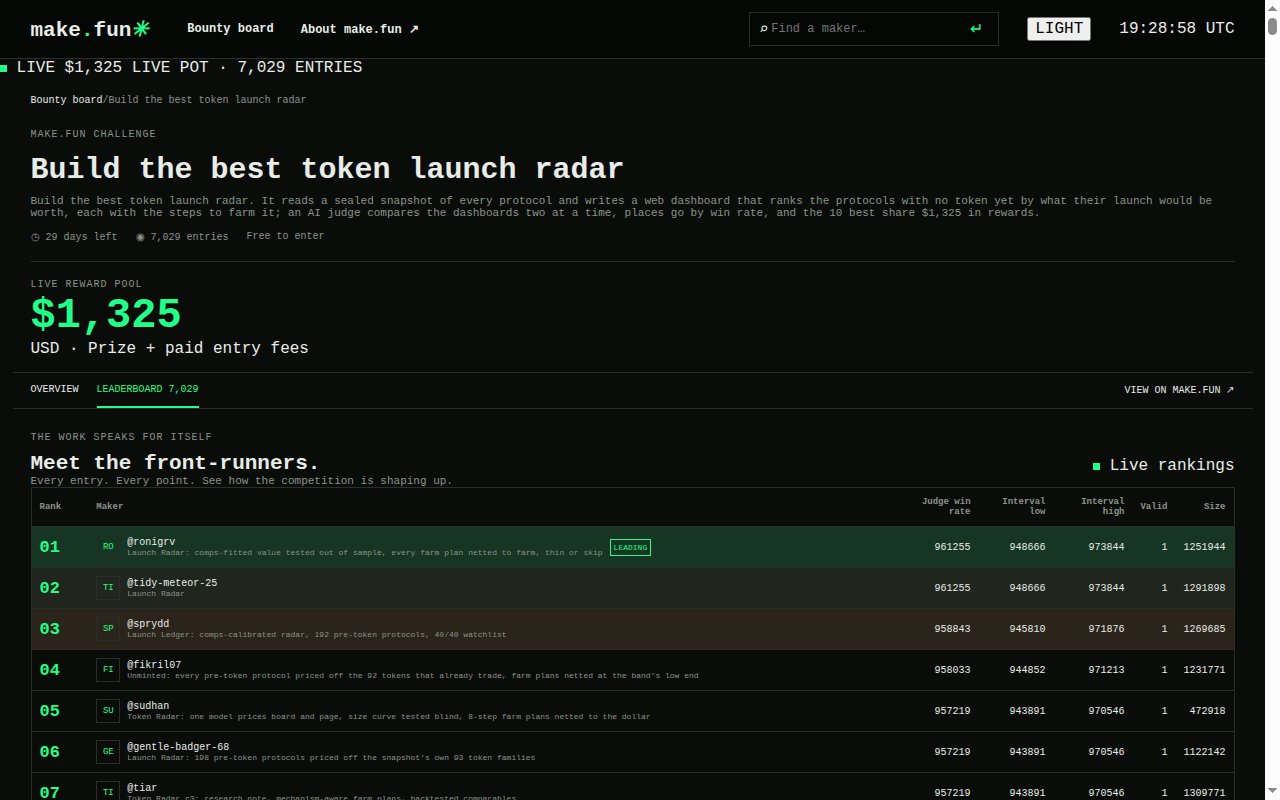 make.fun✳ Bounty board About make.fun ↗ Find a maker… ↵ LIGHT 19:28:58 UTC
LIVE $1,325 LIVE POT · 7,029 ENTRIES
Bounty board/Build the best token launch radar
MAKE.FUN CHALLENGE
Build the best token launch radar
Build the best token launch radar. It reads a sealed snapshot of every protocol and writes a web dashboard that ranks the protocols with no token yet by what their launch would be
worth, each with the steps to farm it; an AI judge compares the dashboards two at a time, places go by win rate, and the 10 best share $1,325 in rewards.
29 days left 7,029 entries Free to enter
LIVE REWARD POOL
$1,325
USD · Prize + paid entry fees
OVERVIEW LEADERBOARD 7,029 VIEW ON MAKE.FUN ↗
THE WORK SPEAKS FOR ITSELF
Meet the front-runners.
Live rankings
Every entry. Every point. See how the competition is shaping up.
Rank Maker Judge win rate Interval low Interval high Valid Size
01 RO @ronigrv 961255 948666 973844 1 1251944
Launch Radar: comps-fitted value tested out of sample, every farm plan netted to farm, thin or skip LEADING
02 TI @tidy-meteor-25 961255 948666 973844 1 1291898
Launch Radar
03 SP @sprydd 958843 945810 971876 1 1269685
Launch Ledger: comps-calibrated radar, 192 pre-token protocols, 40/40 watchlist
04 FI @fikril07 958033 944852 971213 1 1231771
Unminted: every pre-token protocol priced off the 92 tokens that already trade, farm plans netted at the band's low end
05 SU @sudhan 957219 943891 970546 1 472918
Token Radar: one model prices board and page, size curve tested blind, 8-step farm plans netted to the dollar
06 GE @gentle-badger-68 957219 943891 970546 1 1122142
Launch Radar: 198 pre-token protocols priced off the snapshot's own 93 token families
07 TI @tiar 957219 943891 970546 1 1309771
Token Radar r3: research note, mechanism-aware farm plans, backtested comparables